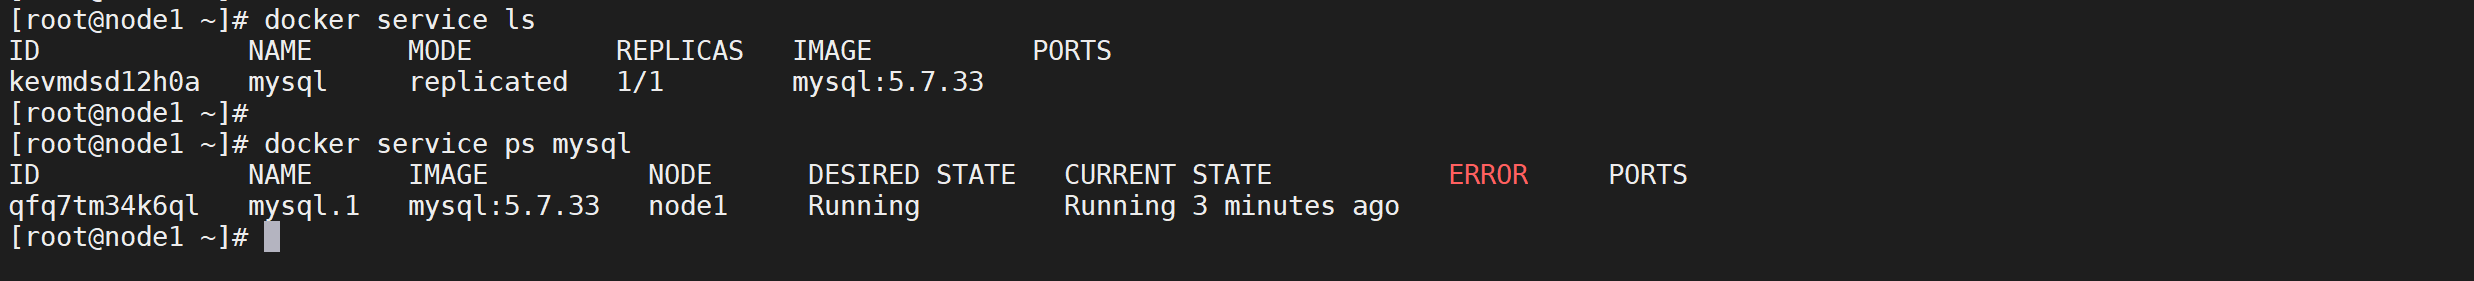 [root@node1 ~]# docker service ls
ID             NAME      MODE         REPLICAS   IMAGE          PORTS
kevmdsd12h0a   mysql     replicated   1/1        mysql:5.7.33
[root@node1 ~]#
[root@node1 ~]# docker service ps mysql
ID             NAME      IMAGE          NODE      DESIRED STATE   CURRENT STATE           ERROR     PORTS
qfq7tm34k6ql   mysql.1   mysql:5.7.33   node1     Running         Running 3 minutes ago
[root@node1 ~]#